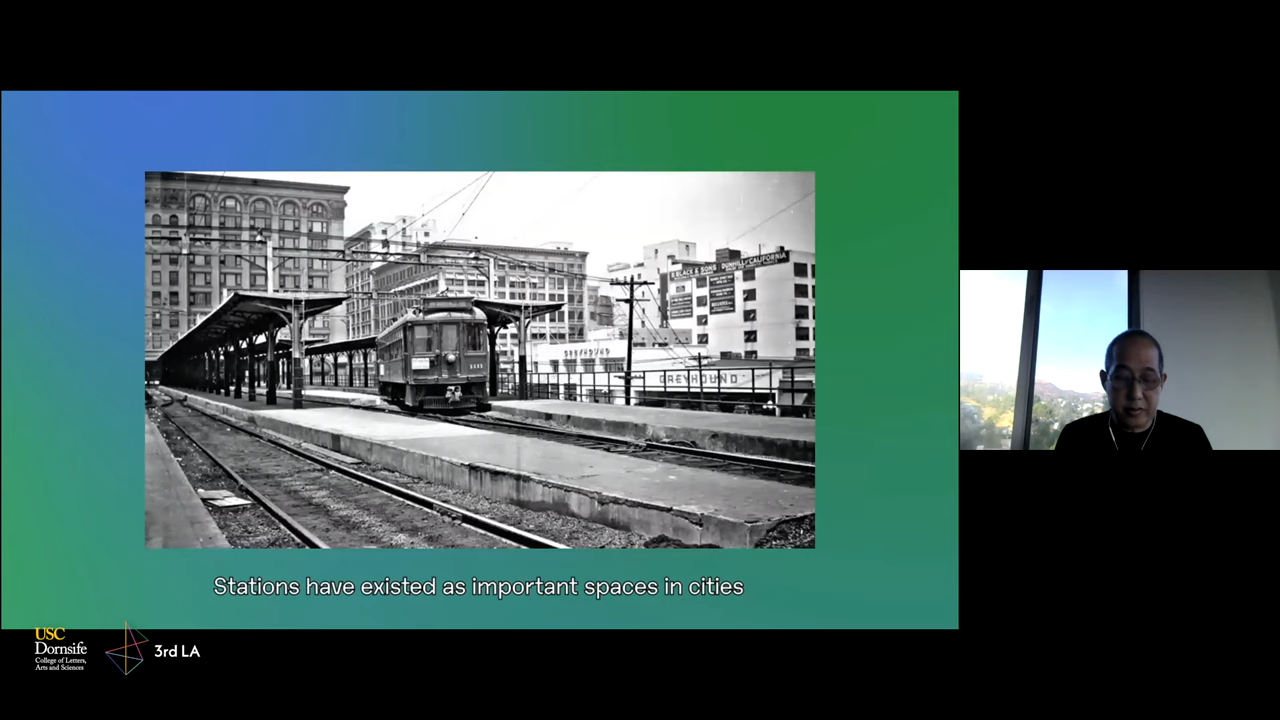 & SONS
GREYHOUND
GREYHOUND
Stations have existed as important spaces in cities
USC
Dornsife
College of Letters,
Arts and Sciences
3rd LA